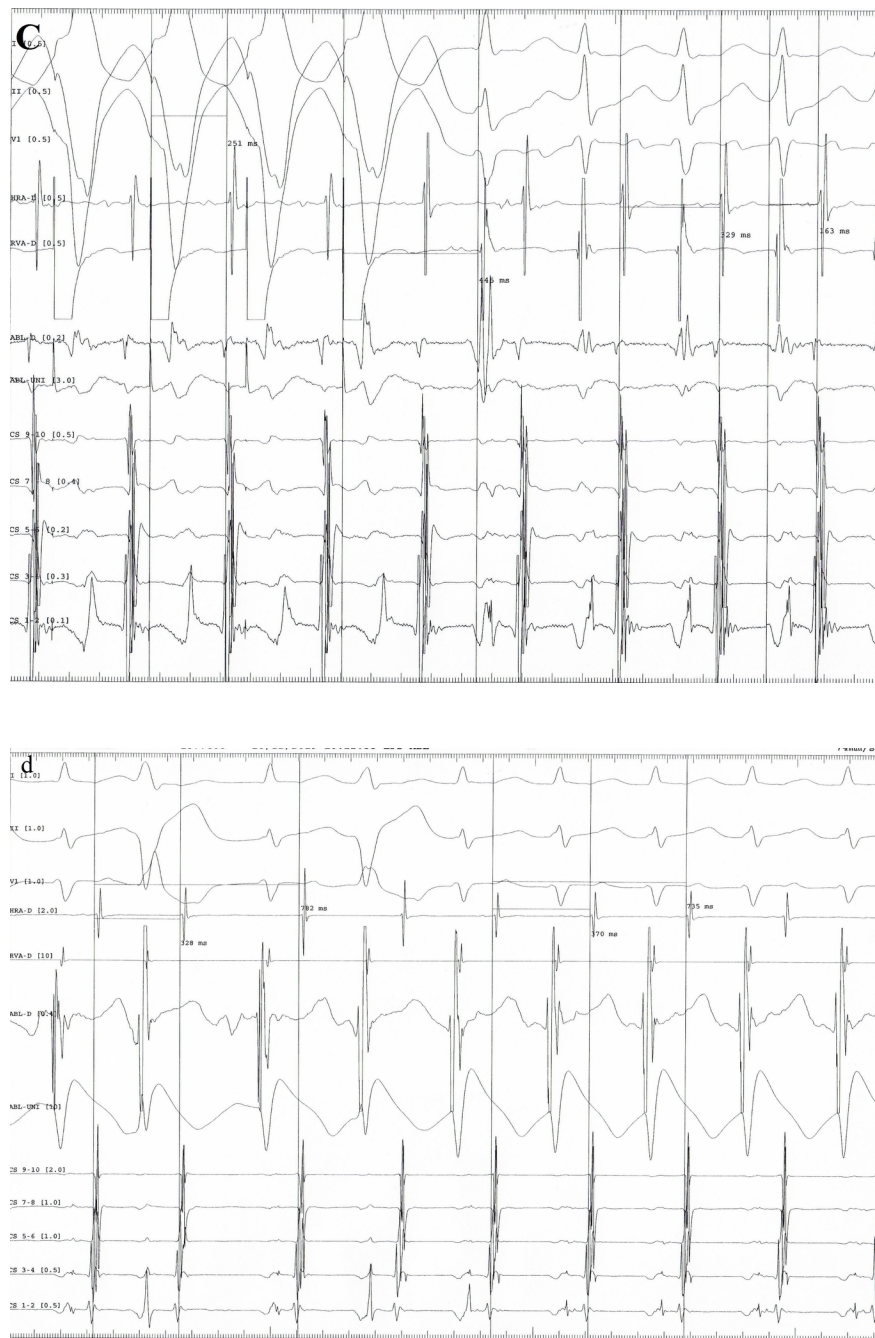 C
I [0.5]
II [0.5]
V1 [0.5]
251 ms
HRA-D [0.5]
329 ms
163 ms
RVA-D [0.5]
446 ms
ABL-D [0.2]
ABL-UNI [3.0]
CS 9-10 [0.5]
CS 7-8 [0.4]
CS 5-6 [0.2]
CS 3-4 [0.3]
CS 1-2 [0.1]
d
I [1.0]
II [1.0]
V1 [1.0]
782 ms
735 ms
HRA-D [2.0]
328 ms
370 ms
RVA-D [10]
ABL-D [0.4]
ABL-UNI [10]
CS 9-10 [2.0]
CS 7-8 [1.0]
CS 5-6 [1.0]
CS 3-4 [0.5]
CS 1-2 [0.5]